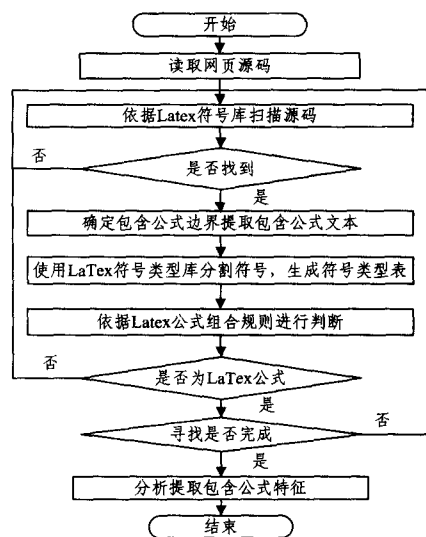 开始
读取网页源码
依据Latex符号库扫描源码
否
是否找到
是
确定包含公式边界提取包含公式文本
使用LaTex符号类型库分割符号，生成符号类型表
依据Latex公式组合规则进行判断
否
是否为LaTex公式
是
寻找是否完成
否
是
分析提取包含公式特征
结束